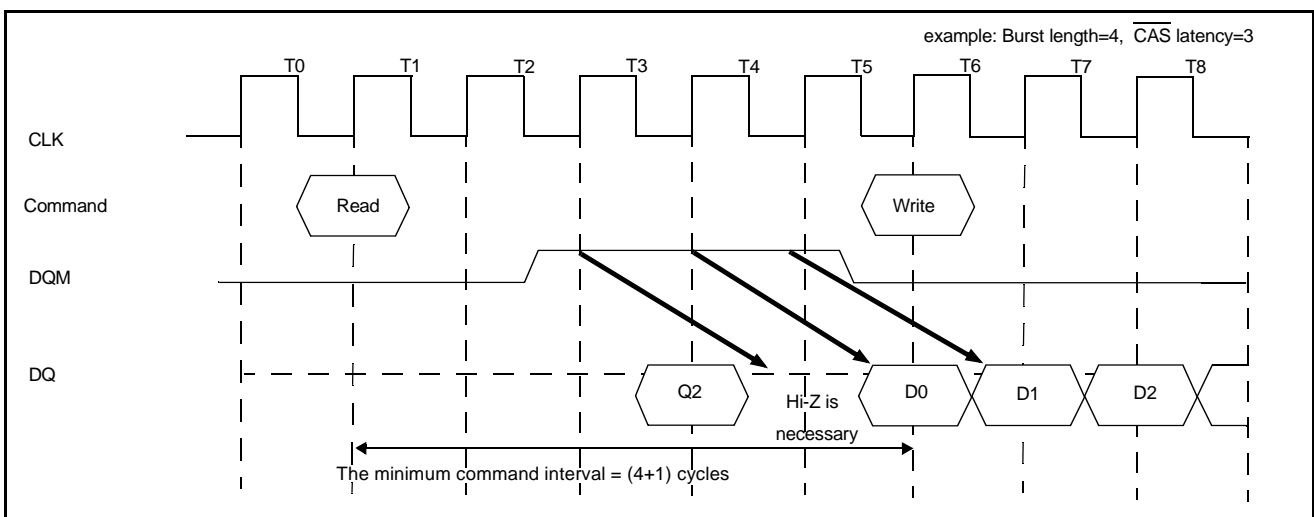 example: Burst length=4, CAS latency=3
T0 T1 T2 T3 T4 T5 T6 T7 T8
CLK
Command Read Write
DQM
DQ Q2 D0 D1 D2
Hi-Z is
necessary
The minimum command interval = (4+1) cycles